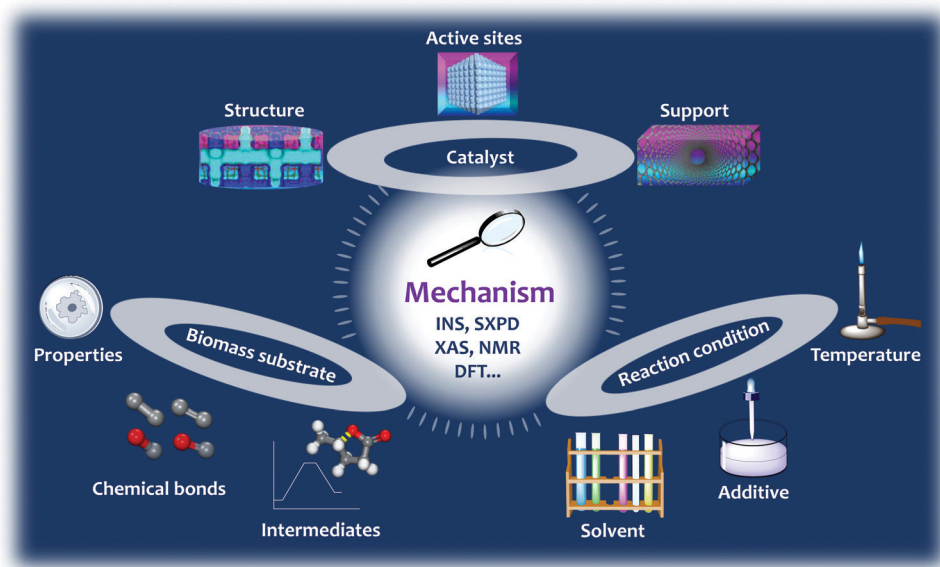 Active sites
Structure
Support
Catalyst
Mechanism
INS, SXPD
XAS, NMR
DFT...
Properties
Biomass substrate
Reaction condition
Temperature
Chemical bonds
Intermediates
Solvent
Additive